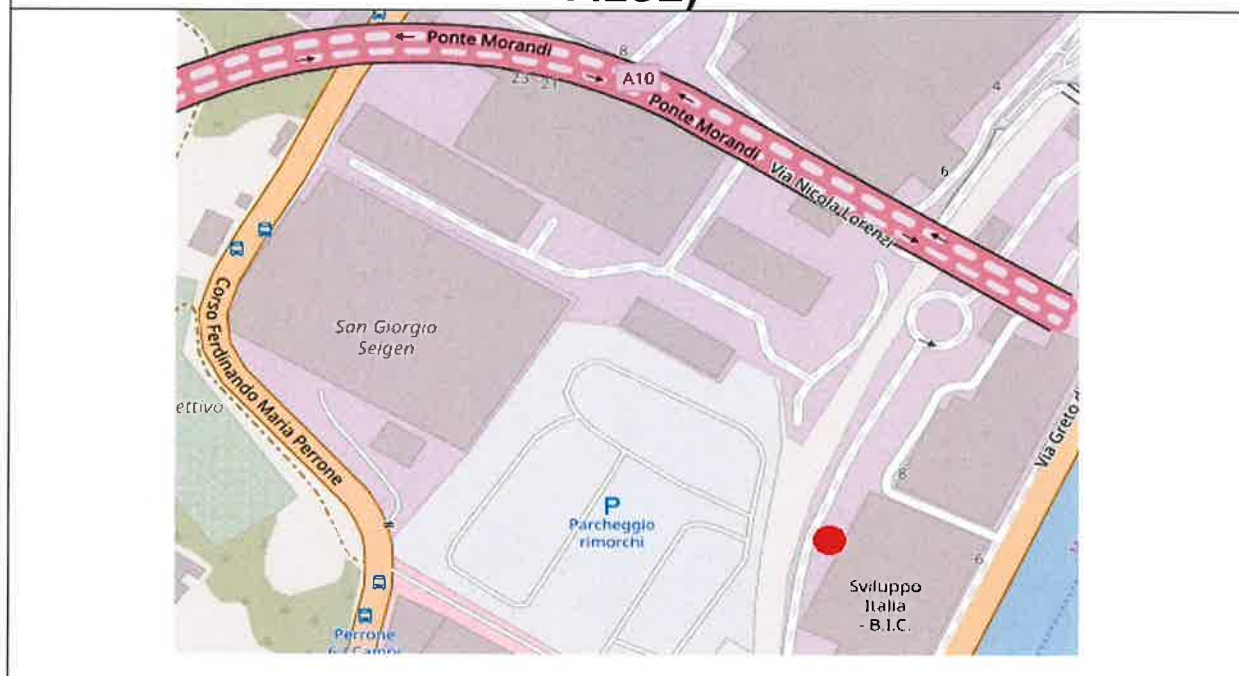 Ponte Morandi
8
A10
23
21
4
Ponte Morandi
Via Nicola Lorenzi
6
Corso Ferdinando Maria Perrone
San Giorgio
Seigen
ettivo
Via Greto d
8
P
Parcheggio
rimorchi
6
Sviluppo
Italia
- B.I.C.
Perrone